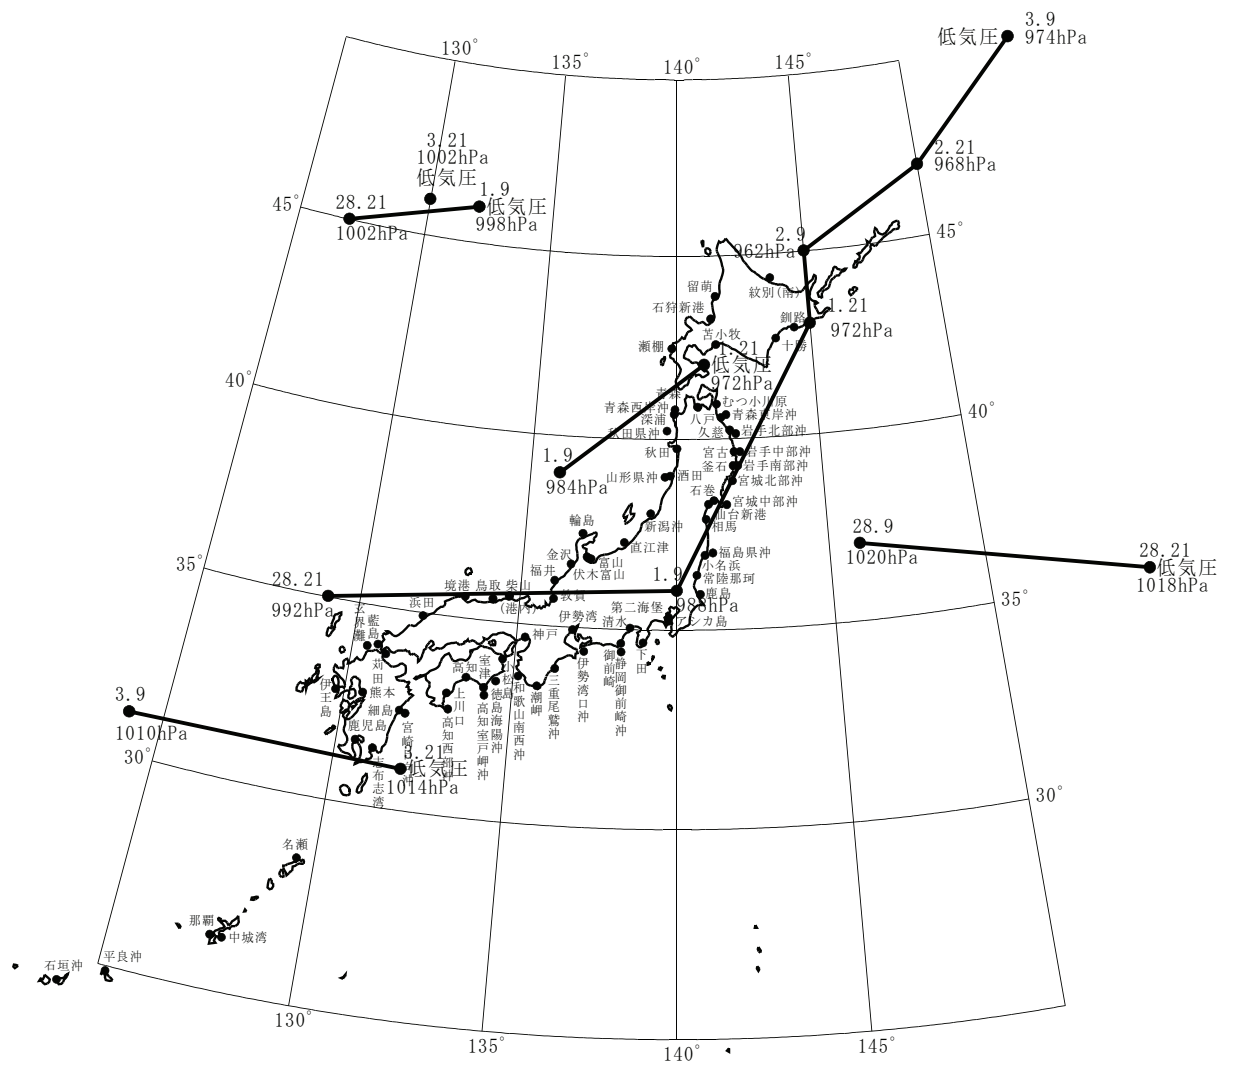 3.9
低気圧
974hPa
130°
135°
140°
145°
3.21
1002hPa
低気圧
2.21
968hPa
28.21
1002hPa
1.9
低気圧
998hPa
45°
45°
2.9
962hPa
紋別(南)
留萌
石狩新港
1.21
972hPa
釧路
十勝
苫小牧
瀬棚
1.21
低気圧
972hPa
40°
40°
青森
青森西岸沖
むつ小川原
深浦
八戸
青森東岸沖
秋田県沖
久慈
岩手北部沖
秋田
宮古
岩手中部沖
釜石
岩手南部沖
1.9
984hPa
山形県沖
酒田
宮城北部沖
石巻
宮城中部沖
仙台新港
相馬
輪島
新潟沖
直江津
28.9
1020hPa
28.21
低気圧
1018hPa
金沢
富山
伏木富山
福島県沖
小名浜
福井
常陸那珂
35°
35°
28.21
992hPa
境港
鳥取
柴山
(港内)
敦賀
1.9
988hPa
鹿島
浜田
第二海堡
アシカ島
伊勢湾
清水
玄界灘
藍島
神戸
苅田
高知
室津
小松島
伊勢湾口沖
御前崎
静岡御前崎沖
下田
伊王島
熊本
3.9
1010hPa
細島
鹿児島
上川口
徳島海陽沖
和歌山南西沖
潮岬
三重尾鷲沖
高知西部沖
高知室戸岬沖
3.21
低気圧
1014hPa
志布志湾
30°
30°
名瀬
那覇
中城湾
平良沖
石垣沖
130°
135°
140°
145°